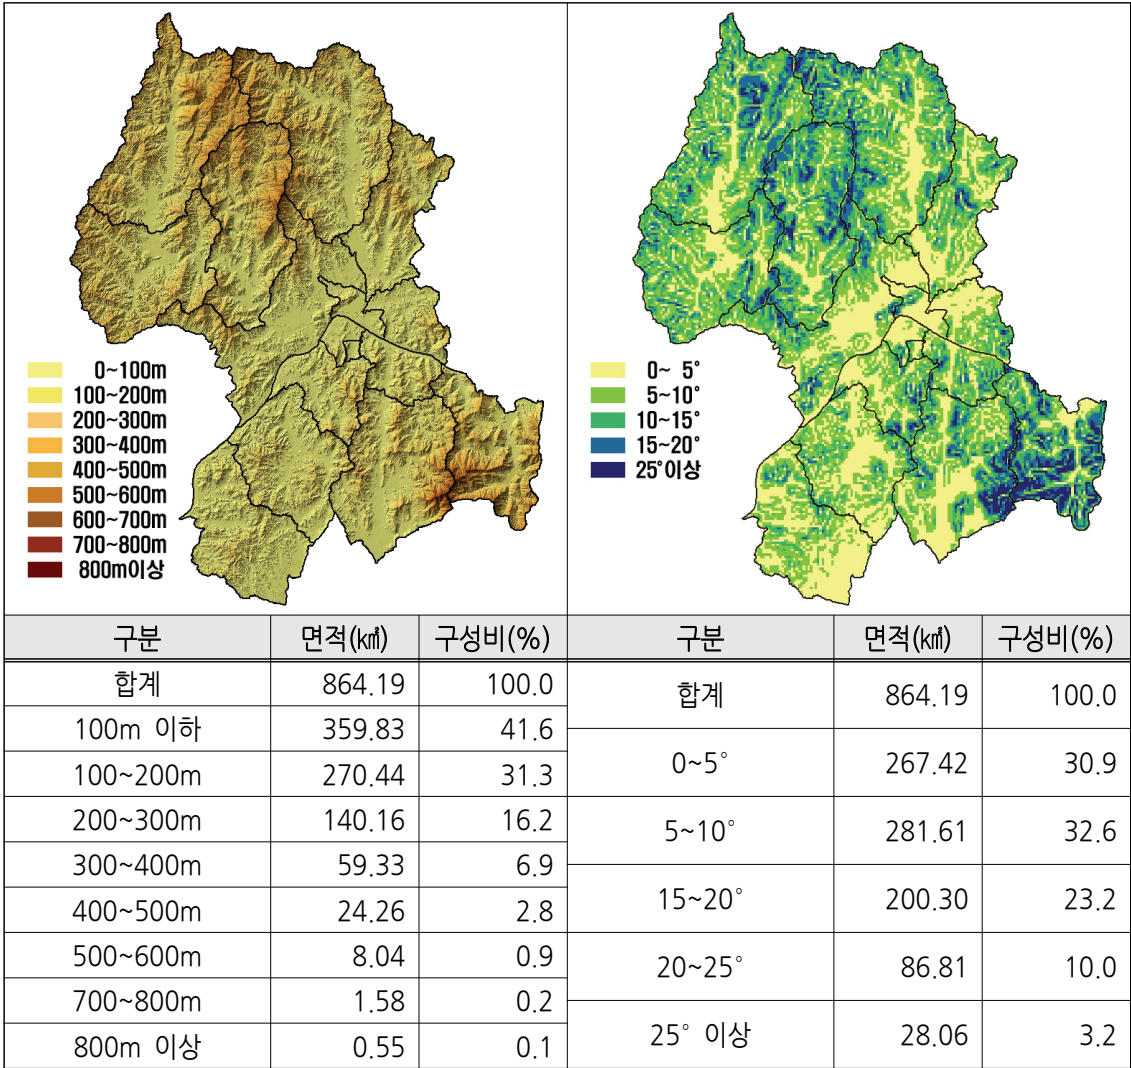 0~100m
100~200m
200~300m
300~400m
400~500m
500~600m
600~700m
700~800m
800m이상
0~ 5°
5~10°
10~15°
15~20°
25°이상
구분 면적(㎢) 구성비(%)
합계 864.19 100.0
100m 이하 359.83 41.6
100~200m 270.44 31.3
200~300m 140.16 16.2
300~400m 59.33 6.9
400~500m 24.26 2.8
500~600m 8.04 0.9
700~800m 1.58 0.2
800m 이상 0.55 0.1
구분 면적(㎢) 구성비(%)
합계 864.19 100.0
0~5° 267.42 30.9
5~10° 281.61 32.6
15~20° 200.30 23.2
20~25° 86.81 10.0
25° 이상 28.06 3.2